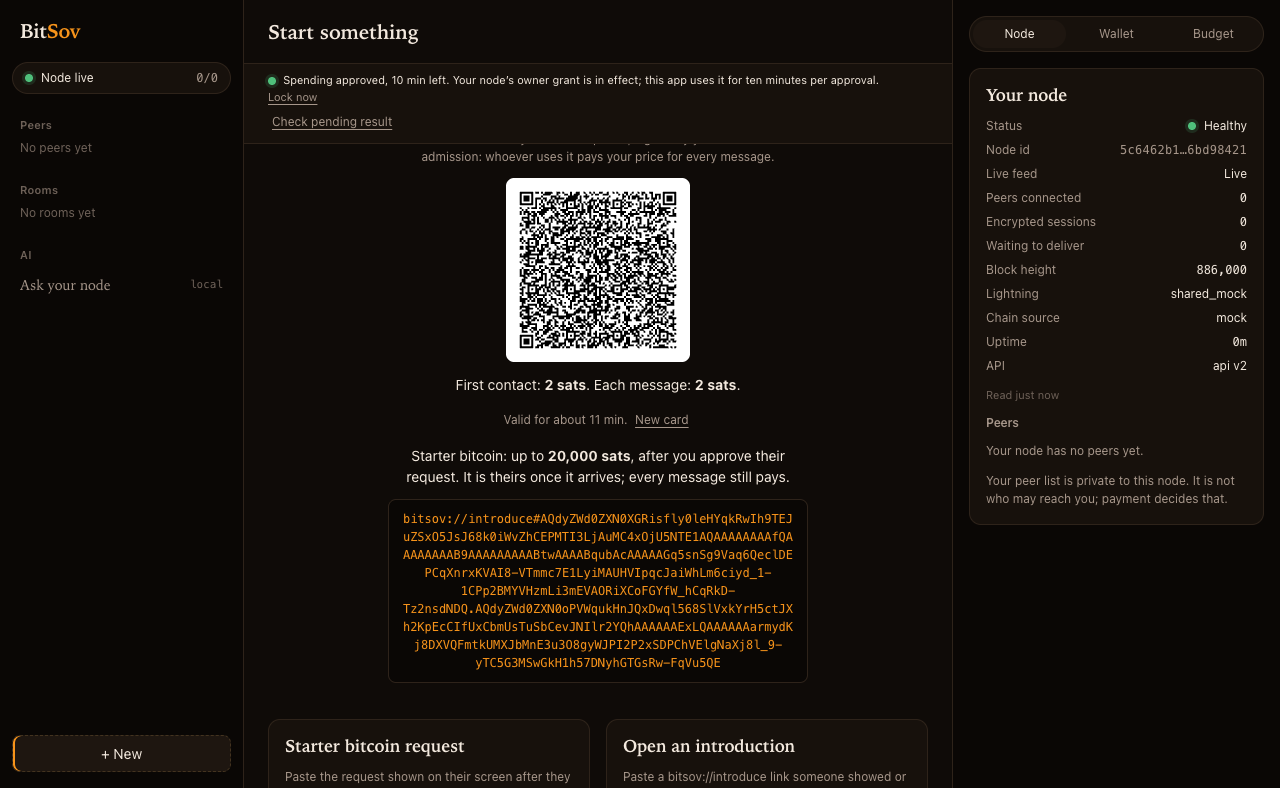 BitSov
Node live 0/0
Peers
No peers yet
Rooms
No rooms yet
AI
Ask your node local
+ New
Start something
Spending approved, 10 min left. Your node's owner grant is in effect; this app uses it for ten minutes per approval.
Lock now
Check pending result
admission: whoever uses it pays your price for every message.
First contact: 2 sats. Each message: 2 sats.
Valid for about 11 min. New card
Starter bitcoin: up to 20,000 sats, after you approve their
request. It is theirs once it arrives; every message still pays.
bitsov://introduce#AQdyZWd0ZXN0XGRisfly0leHYqkRwIh9TEJ
uZSxO5JsJ68k0iWvZhCEPMTI3LjAuMC4xOjU5NTE1AQAAAAAAAfQA
AAAAAAAB9AAAAAAAAABtwAAAABqubAcAAAAAGq5snSg9Vaq6QeclDE
PCqXnrxKVAI8-VTmmc7E1LyiMAUHVIpqcJaiWhLm6ciyd_1-
1CPp2BMYVHzmLi3mEVAORiXCoFGYfW_hCqRkD-
Tz2nsdNDQ.AQdyZWd0ZXN0oPVWqukHnJQxDwql568SlVxkYrH5ctJX
h2KpEcCIfUxCbmUsTuSbCevJNIlr2YQhAAAAAAExLQAAAAAAarmydK
j8DXVQFmtkUMXJbMnE3u3O8gyWJPI2P2xSDPChVElgNaXj8l_9-
yTC5G3MSwGkH1h57DNyhGTGsRw-FqVu5QE
Starter bitcoin request
Paste the request shown on their screen after they
Open an introduction
Paste a bitsov://introduce link someone showed or
Node Wallet Budget
Your node
Status Healthy
Node id 5c6462b1…6bd98421
Live feed Live
Peers connected 0
Encrypted sessions 0
Waiting to deliver 0
Block height 886,000
Lightning shared_mock
Chain source mock
Uptime 0m
API api v2
Read just now
Peers
Your node has no peers yet.
Your peer list is private to this node. It is not
who may reach you; payment decides that.